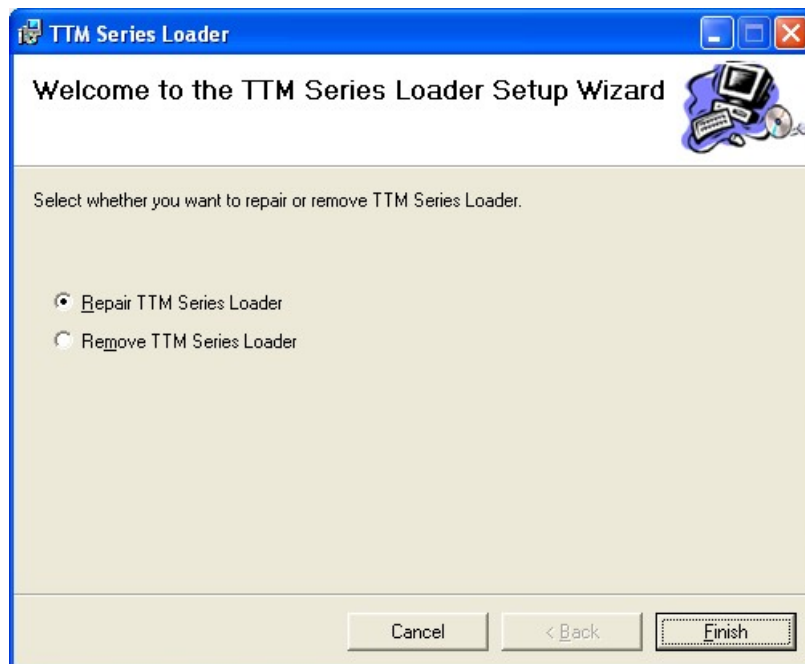 TTM Series Loader
Welcome to the TTM Series Loader Setup Wizard
Select whether you want to repair or remove TTM Series Loader.
Repair TTM Series Loader
Remove TTM Series Loader
Cancel
< Back
Finish